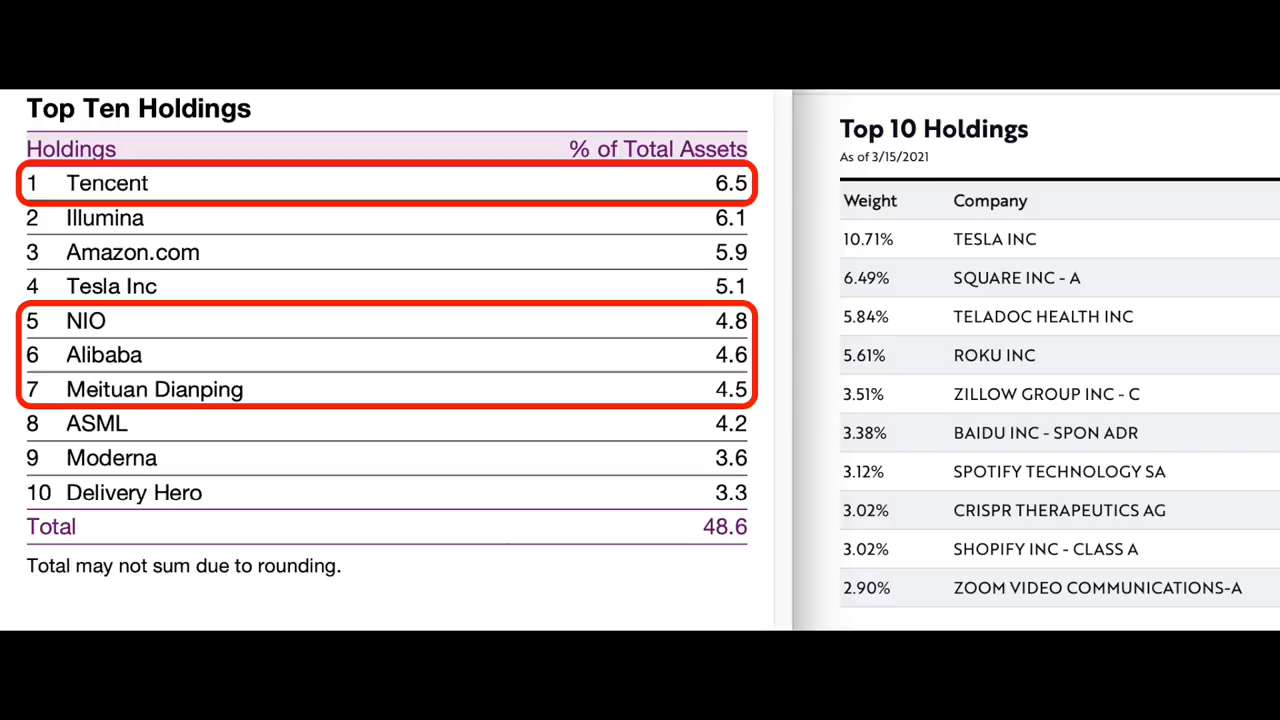 Top Ten Holdings
Holdings % of Total Assets
1 Tencent 6.5
2 Illumina 6.1
3 Amazon.com 5.9
4 Tesla Inc 5.1
5 NIO 4.8
6 Alibaba 4.6
7 Meituan Dianping 4.5
8 ASML 4.2
9 Moderna 3.6
10 Delivery Hero 3.3
Total 48.6
Total may not sum due to rounding.
Top 10 Holdings
As of 3/15/2021
Weight Company
10.71% TESLA INC
6.49% SQUARE INC - A
5.84% TELADOC HEALTH INC
5.61% ROKU INC
3.51% ZILLOW GROUP INC - C
3.38% BAIDU INC - SPON ADR
3.12% SPOTIFY TECHNOLOGY SA
3.02% CRISPR THERAPEUTICS AG
3.02% SHOPIFY INC - CLASS A
2.90% ZOOM VIDEO COMMUNICATIONS-A